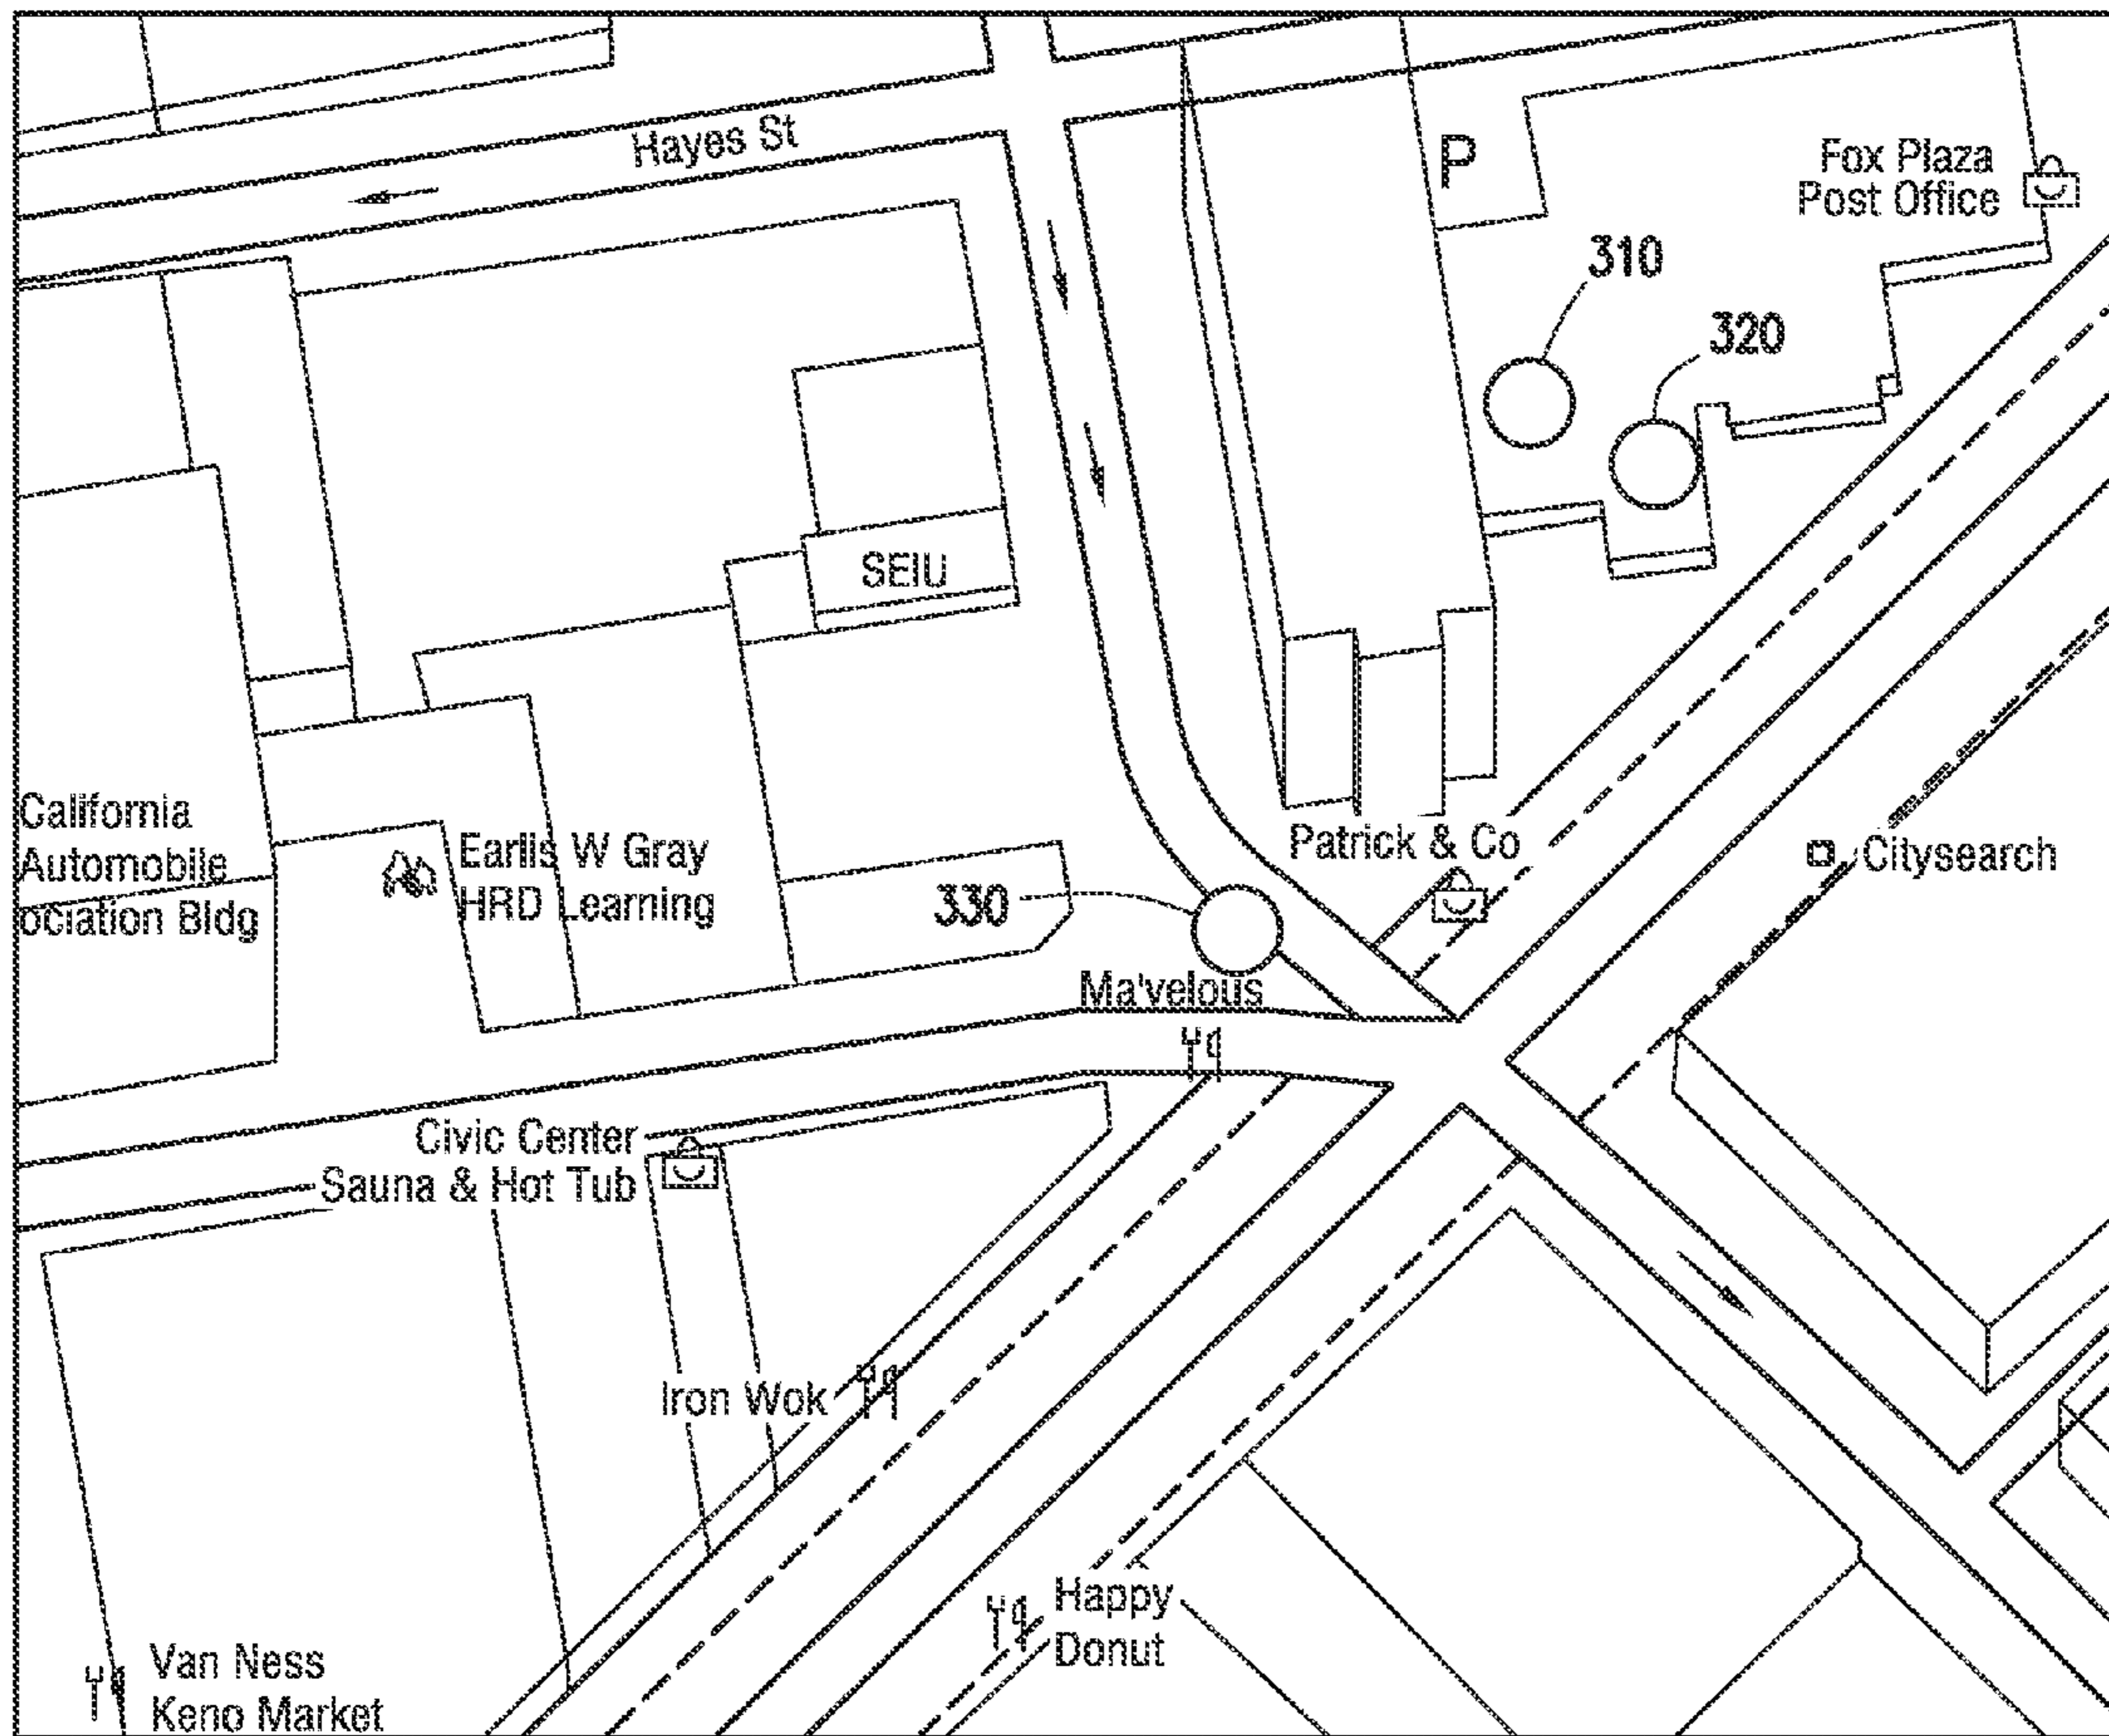 Hayes St
P
Fox Plaza
Post Office
310
320
SEIU
California
Automobile
ociation Bldg
Earlis W Gray
HRD Learning
330
Patrick & Co
Citysearch
Ma'velous
Civic Center
Sauna & Hot Tub
Iron Wok
Happy
Donut
Van Ness
Keno Market